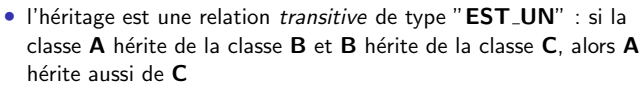 • l'héritage est une relation transitive de type "EST_UN" : si la
classe A hérite de la classe B et B hérite de la classe C, alors A
hérite aussi de C